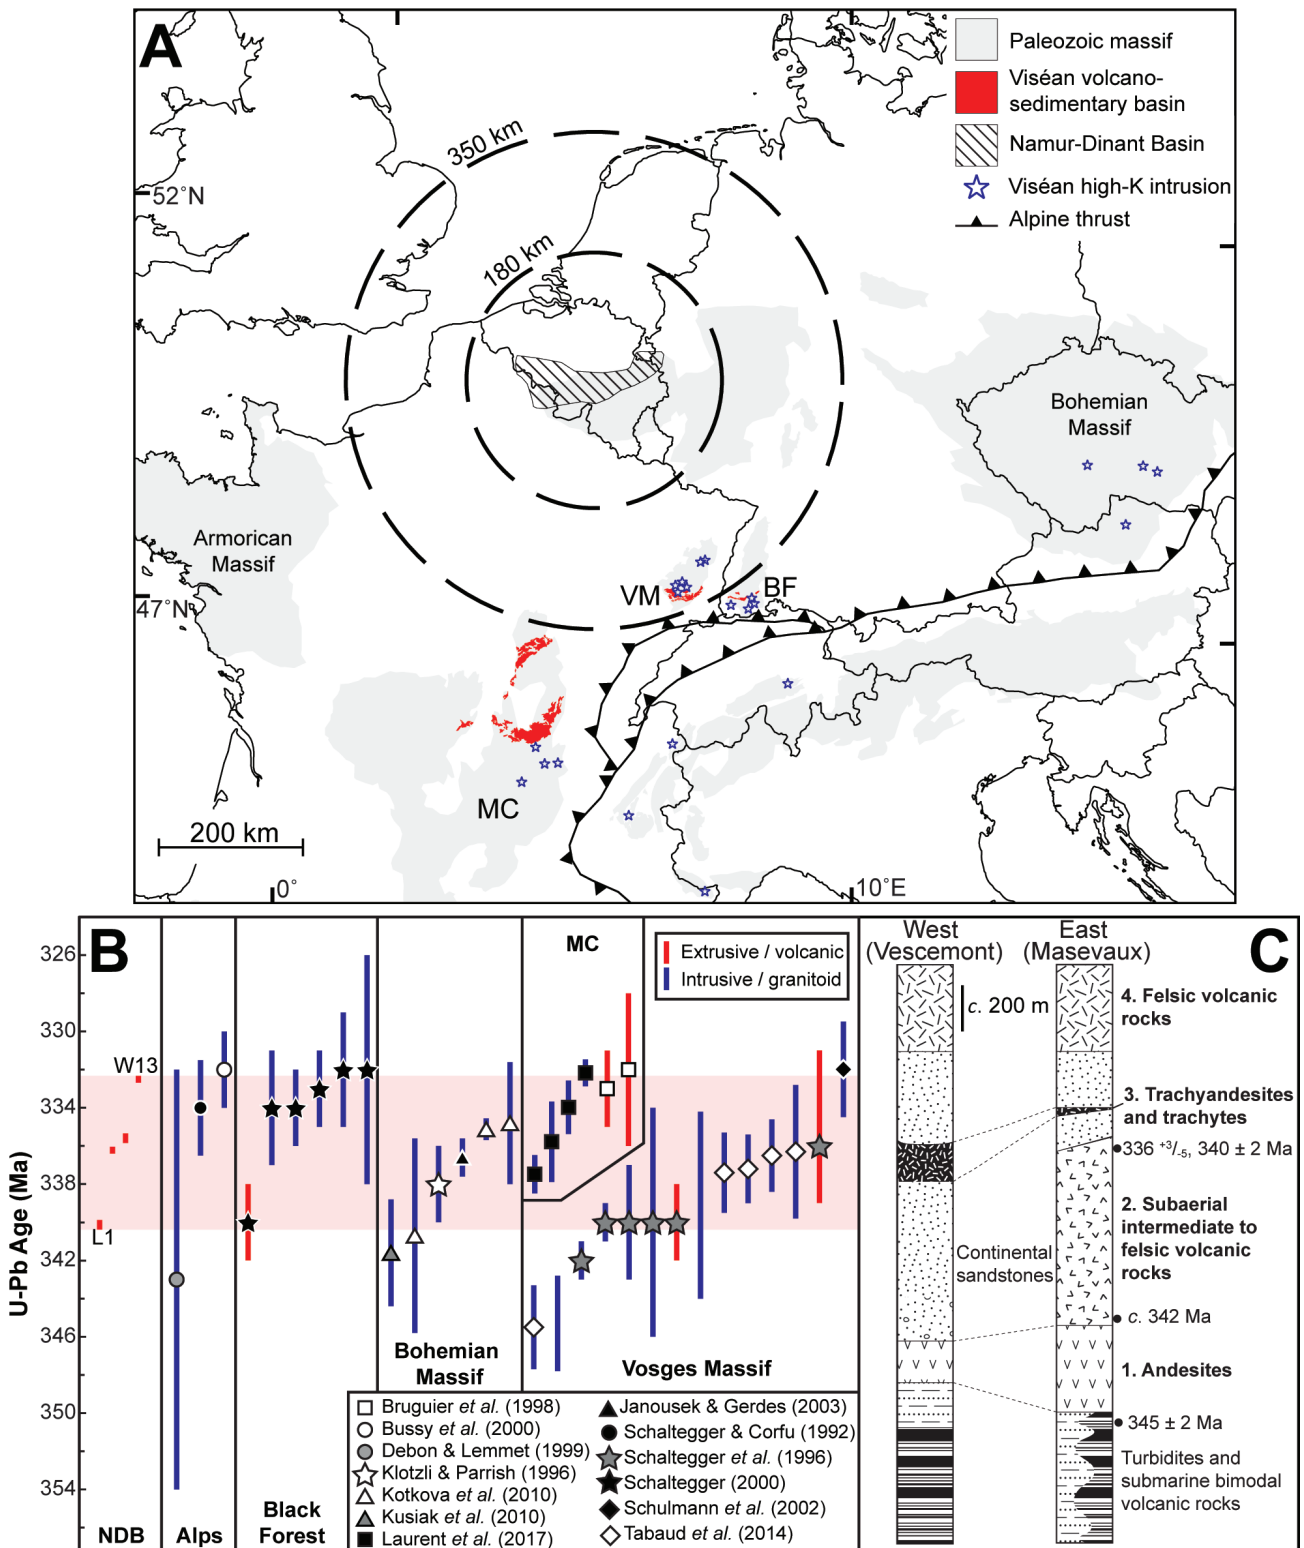 A
Paleozoic massif
Viséan volcano-
sedimentary basin
Namur-Dinant Basin
Viséan high-K intrusion
Alpine thrust
350 km
52°N
180 km
Bohemian
Massif
Armorican
Massif
VM
BF
47°N
MC
200 km
0°
10°E
B
MC
Extrusive / volcanic
Intrusive / granitoid
326
330
334
338
342
346
350
354
U-Pb Age (Ma)
W13
L1
NDB
Alps
Black
Forest
Bohemian
Massif
Vosges Massif
Bruguier et al. (1998)
Bussy et al. (2000)
Debon & Lemmet (1999)
Klotzli & Parrish (1996)
Kotkova et al. (2010)
Kusiak et al. (2010)
Laurent et al. (2017)
Janousek & Gerdes (2003)
Schaltegger & Corfu (1992)
Schaltegger et al. (1996)
Schaltegger (2000)
Schulmann et al. (2002)
Tabaud et al. (2014)
C
West
(Vescemont)
East
(Masevaux)
c. 200 m
4. Felsic volcanic
rocks
3. Trachyandesites
and trachytes
336 +3/-5, 340 ± 2 Ma
2. Subaerial
intermediate to
felsic volcanic
rocks
Continental
sandstones
c. 342 Ma
1. Andesites
345 ± 2 Ma
Turbidites and
submarine bimodal
volcanic rocks